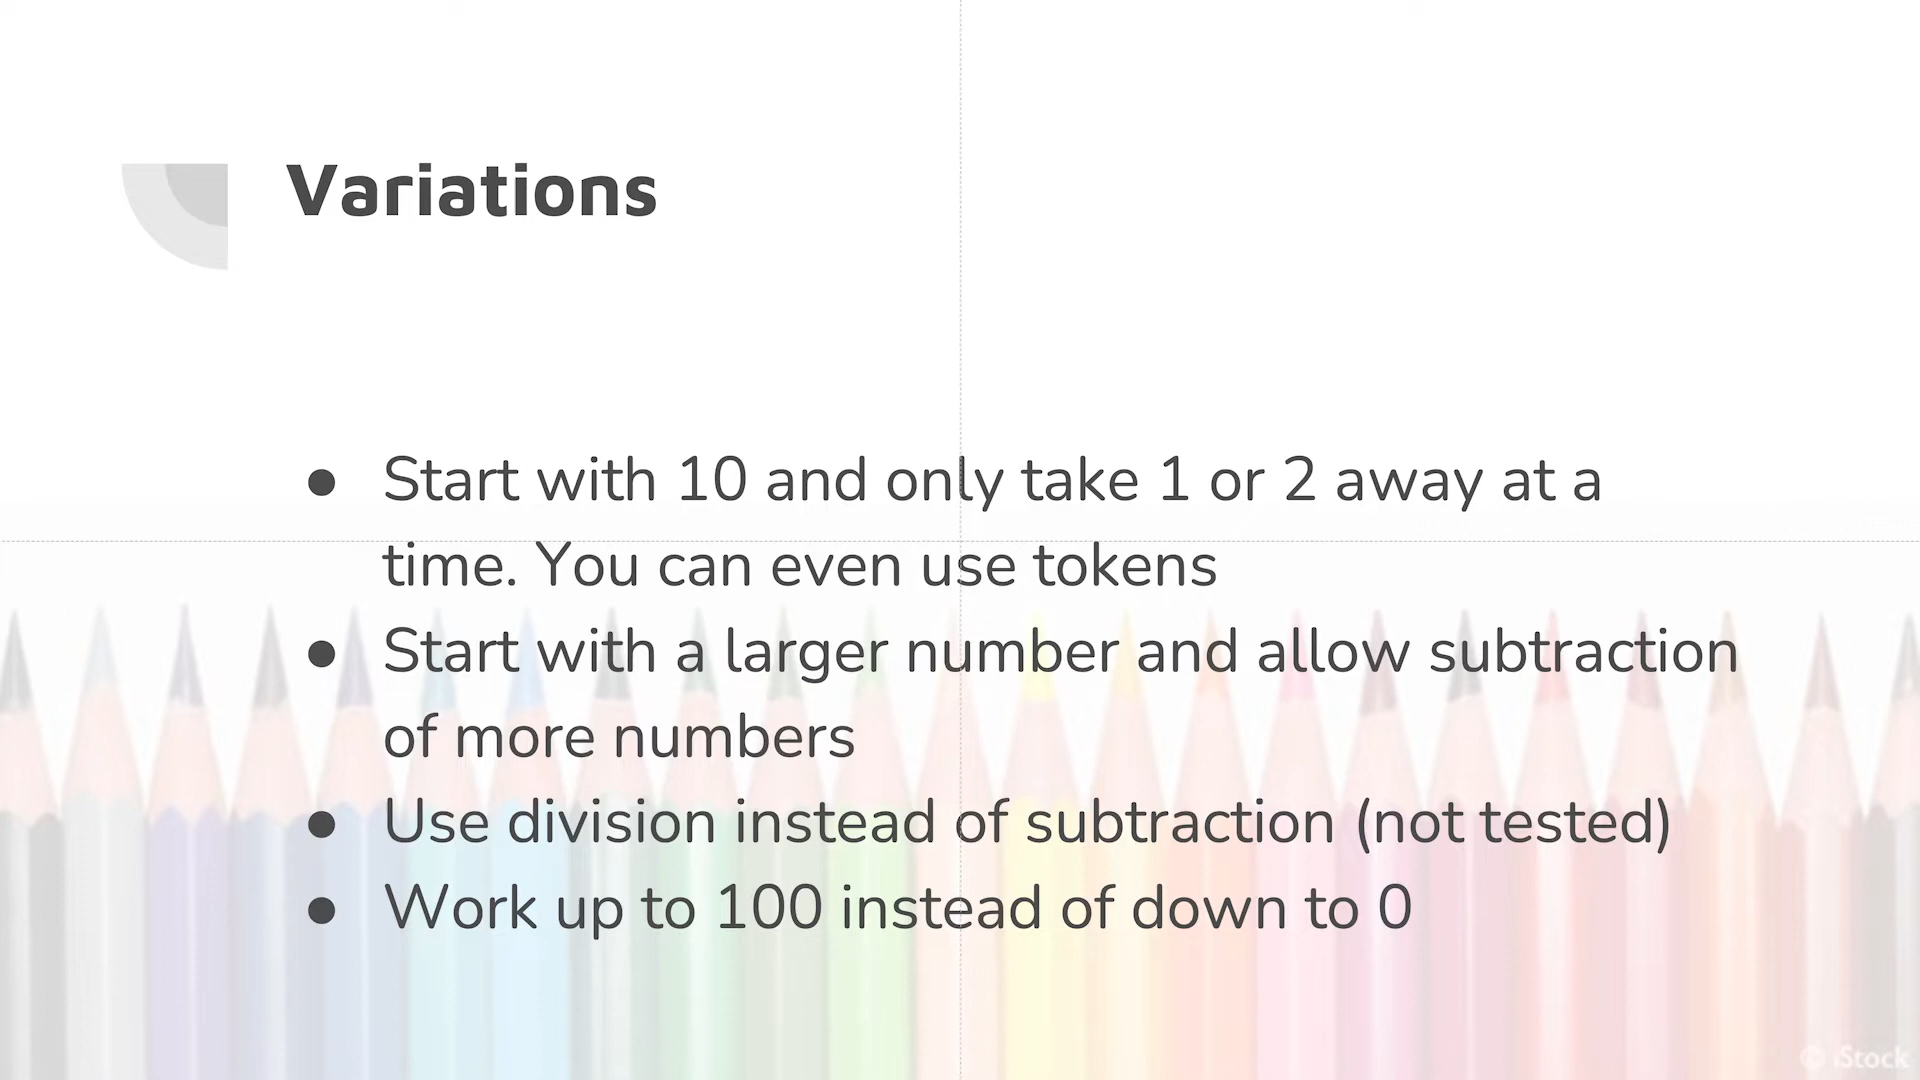 Variations
● Start with 10 and only take 1 or 2 away at a
time. You can even use tokens
● Start with a larger number and allow subtraction
of more numbers
● Use division instead of subtraction (not tested)
● Work up to 100 instead of down to 0
© iStock